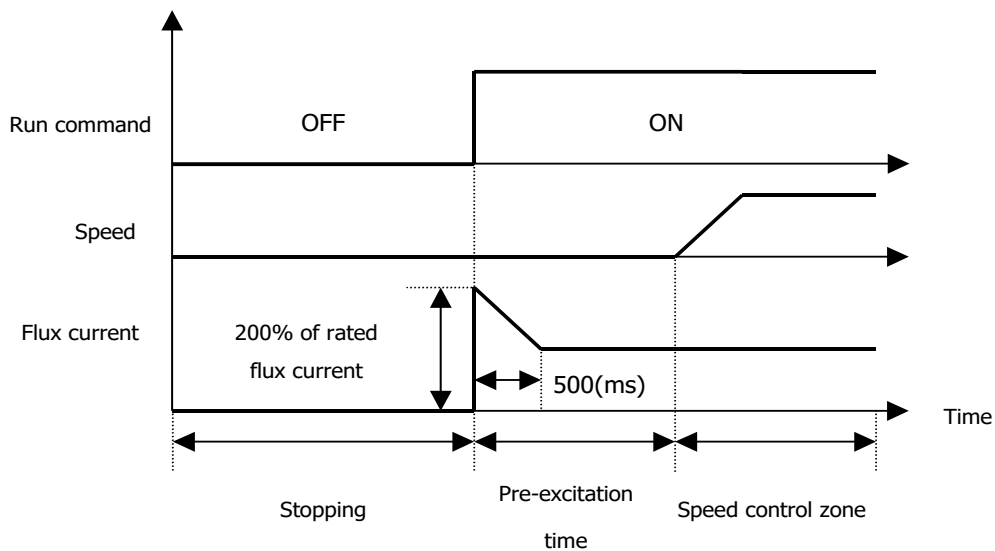 Run command
OFF
ON
Speed
Flux current
200% of rated
flux current
500(ms)
Time
Stopping
Pre-excitation
time
Speed control zone